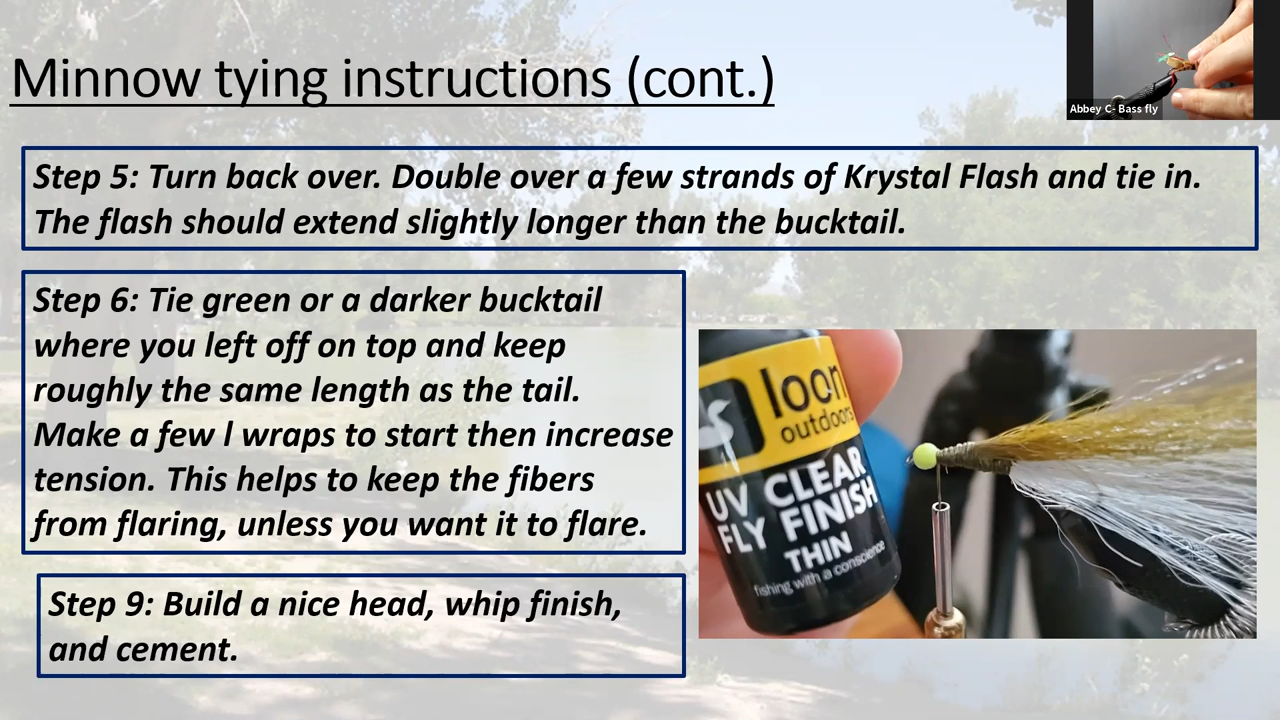 Minnow tying instructions (cont.)
Abbey C- Bass fly
Step 5: Turn back over. Double over a few strands of Krystal Flash and tie in.
The flash should extend slightly longer than the bucktail.
Step 6: Tie green or a darker bucktail
where you left off on top and keep
roughly the same length as the tail.
Make a few l wraps to start then increase
tension. This helps to keep the fibers
from flaring, unless you want it to flare.
Step 9: Build a nice head, whip finish,
and cement.
loon
outdoors
UV CLEAR
FLY FINISH
THIN
fishing with a conscience